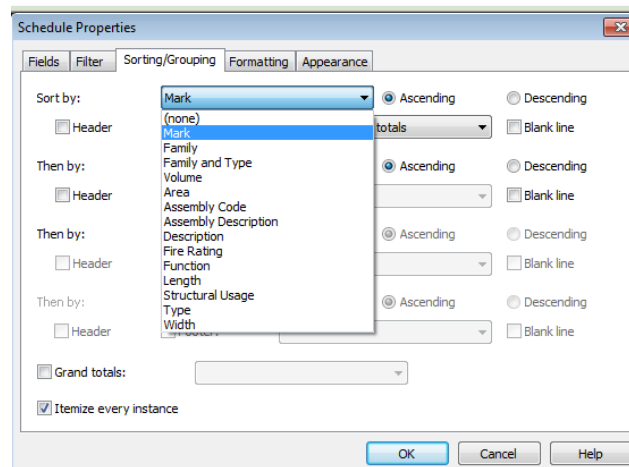 Schedule Properties
Fields Filter Sorting/Grouping Formatting Appearance
Sort by: Mark Ascending Descending
(none)
Header totals Blank line
Mark
Family
Then by: Family and Type Ascending Descending
Volume
Header Area Blank line
Assembly Code
Assembly Description
Then by: Description Ascending Descending
Fire Rating
Header Function Blank line
Length
Then by: Structural Usage Ascending Descending
Type
Header Width Blank line
Grand totals:
Itemize every instance
OK Cancel Help